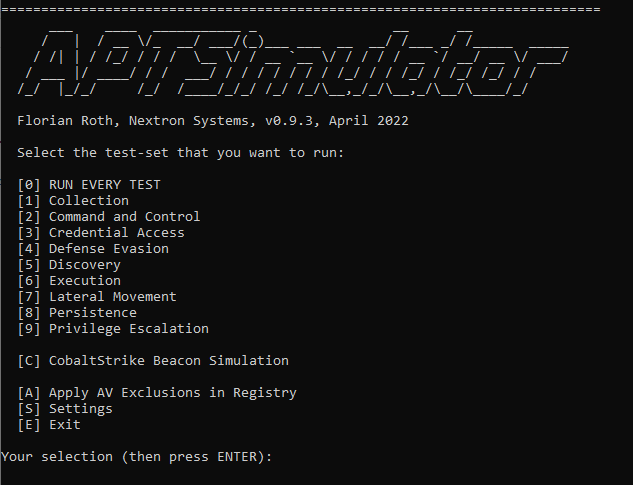 APTSimulator
Florian Roth, Nextron Systems, v0.9.3, April 2022
Select the test-set that you want to run:
[0] RUN EVERY TEST
[1] Collection
[2] Command and Control
[3] Credential Access
[4] Defense Evasion
[5] Discovery
[6] Execution
[7] Lateral Movement
[8] Persistence
[9] Privilege Escalation
[C] CobaltStrike Beacon Simulation
[A] Apply AV Exclusions in Registry
[S] Settings
[E] Exit
Your selection (then press ENTER):